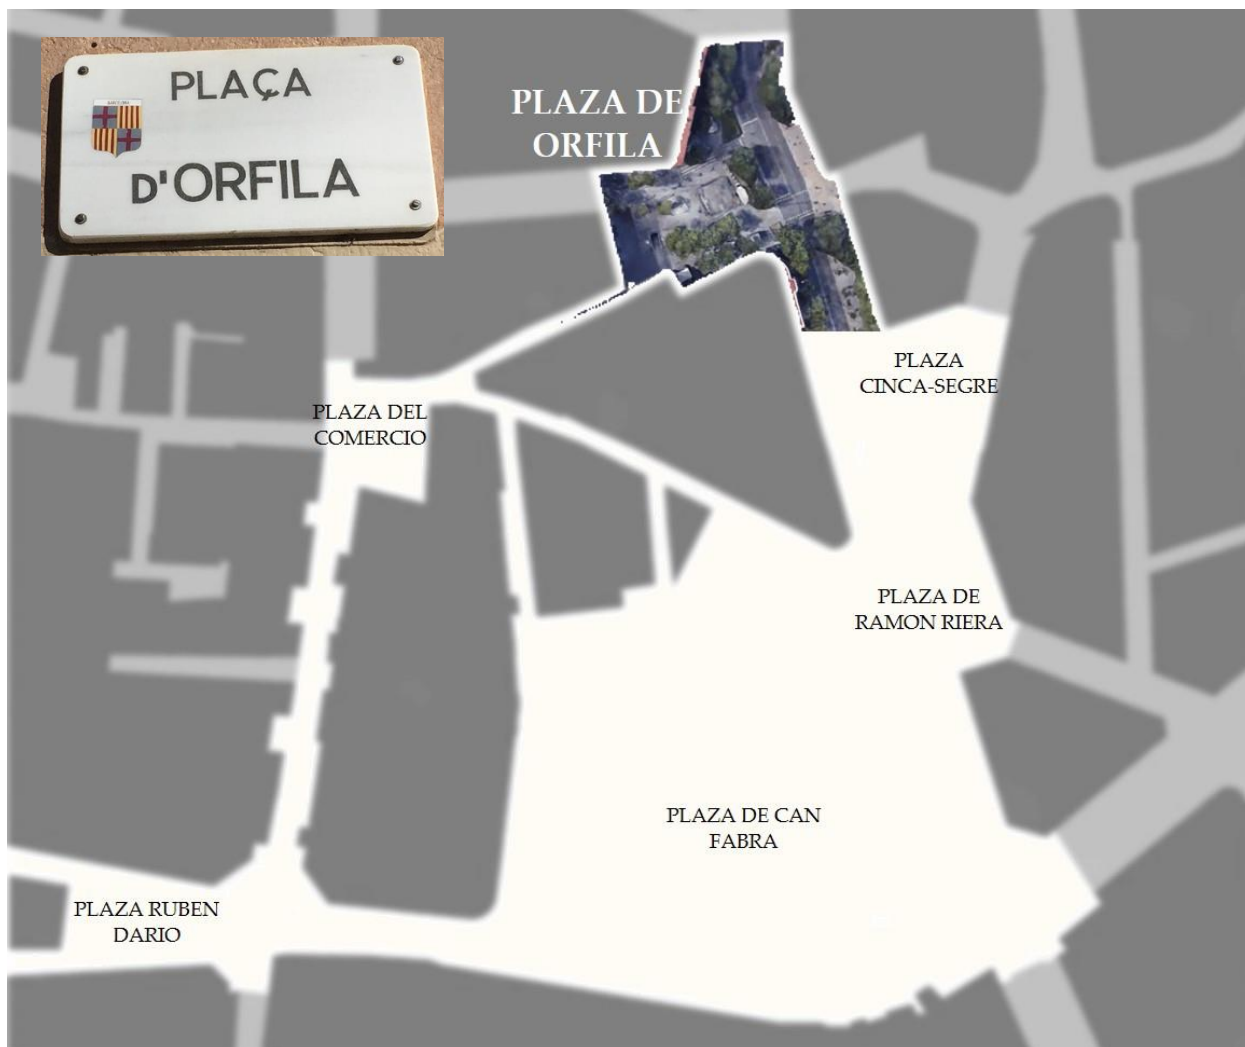 PLAÇA
D'ORFILA
PLAZA DE
ORFILA
PLAZA
CINCA-SEGRE
PLAZA DEL
COMERCIO
PLAZA DE
RAMON RIERA
PLAZA DE CAN
FABRA
PLAZA RUBEN
DARIO